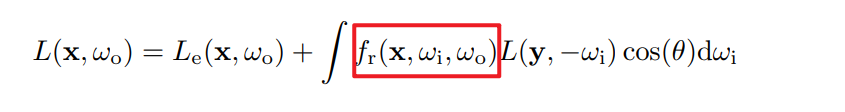 L(𝐱, ωₒ) = Lₑ(𝐱, ωₒ) + ∫ fᵣ(𝐱, ωᵢ, ωₒ)L(𝐲, −ωᵢ) cos(θ)dωᵢ